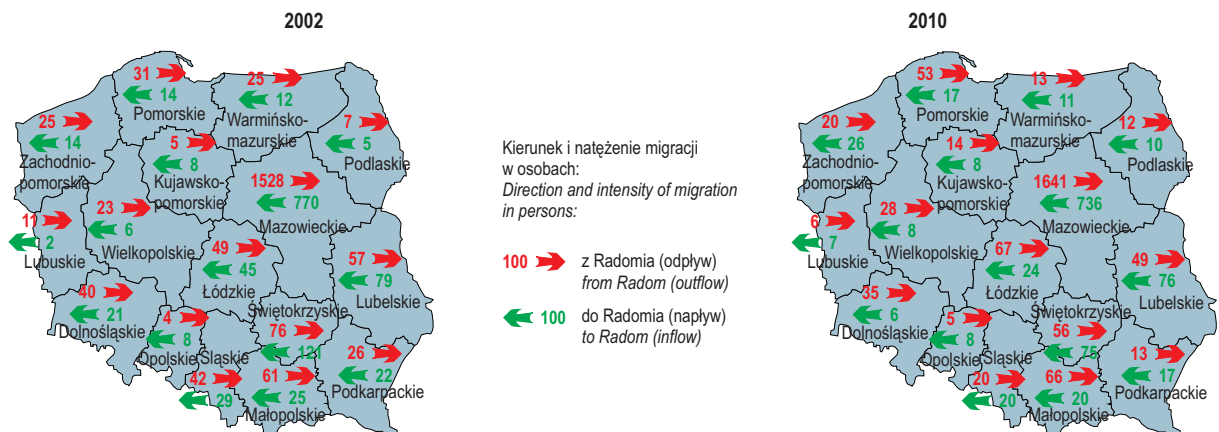 2002
31
14
Pomorskie
25
12
Warmińsko-
mazurskie
7
5
Podlaskie
25
14
Zachodnio-
pomorskie
5
8
Kujawsko-
pomorskie
1528
770
Mazowieckie
11
2
Lubuskie
23
6
Wielkopolskie
49
45
Łódzkie
57
79
Lubelskie
40
21
Dolnośląskie
4
8
Opolskie
Śląskie
42
29
Świętokrzyskie
76
121
61
25
Małopolskie
26
22
Podkarpackie
Kierunek i natężenie migracji
w osobach:
Direction and intensity of migration
in persons:
100 z Radomia (odpływ)
from Radom (outflow)
100 do Radomia (napływ)
to Radom (inflow)
2010
53
17
Pomorskie
13
11
Warmińsko-
mazurskie
12
10
Podlaskie
20
26
Zachodnio-
pomorskie
14
8
Kujawsko-
pomorskie
1641
736
Mazowieckie
6
7
Lubuskie
28
8
Wielkopolskie
67
24
Łódzkie
49
76
Lubelskie
35
6
Dolnośląskie
5
8
Opolskie
Śląskie
20
20
Świętokrzyskie
56
75
66
20
Małopolskie
13
17
Podkarpackie